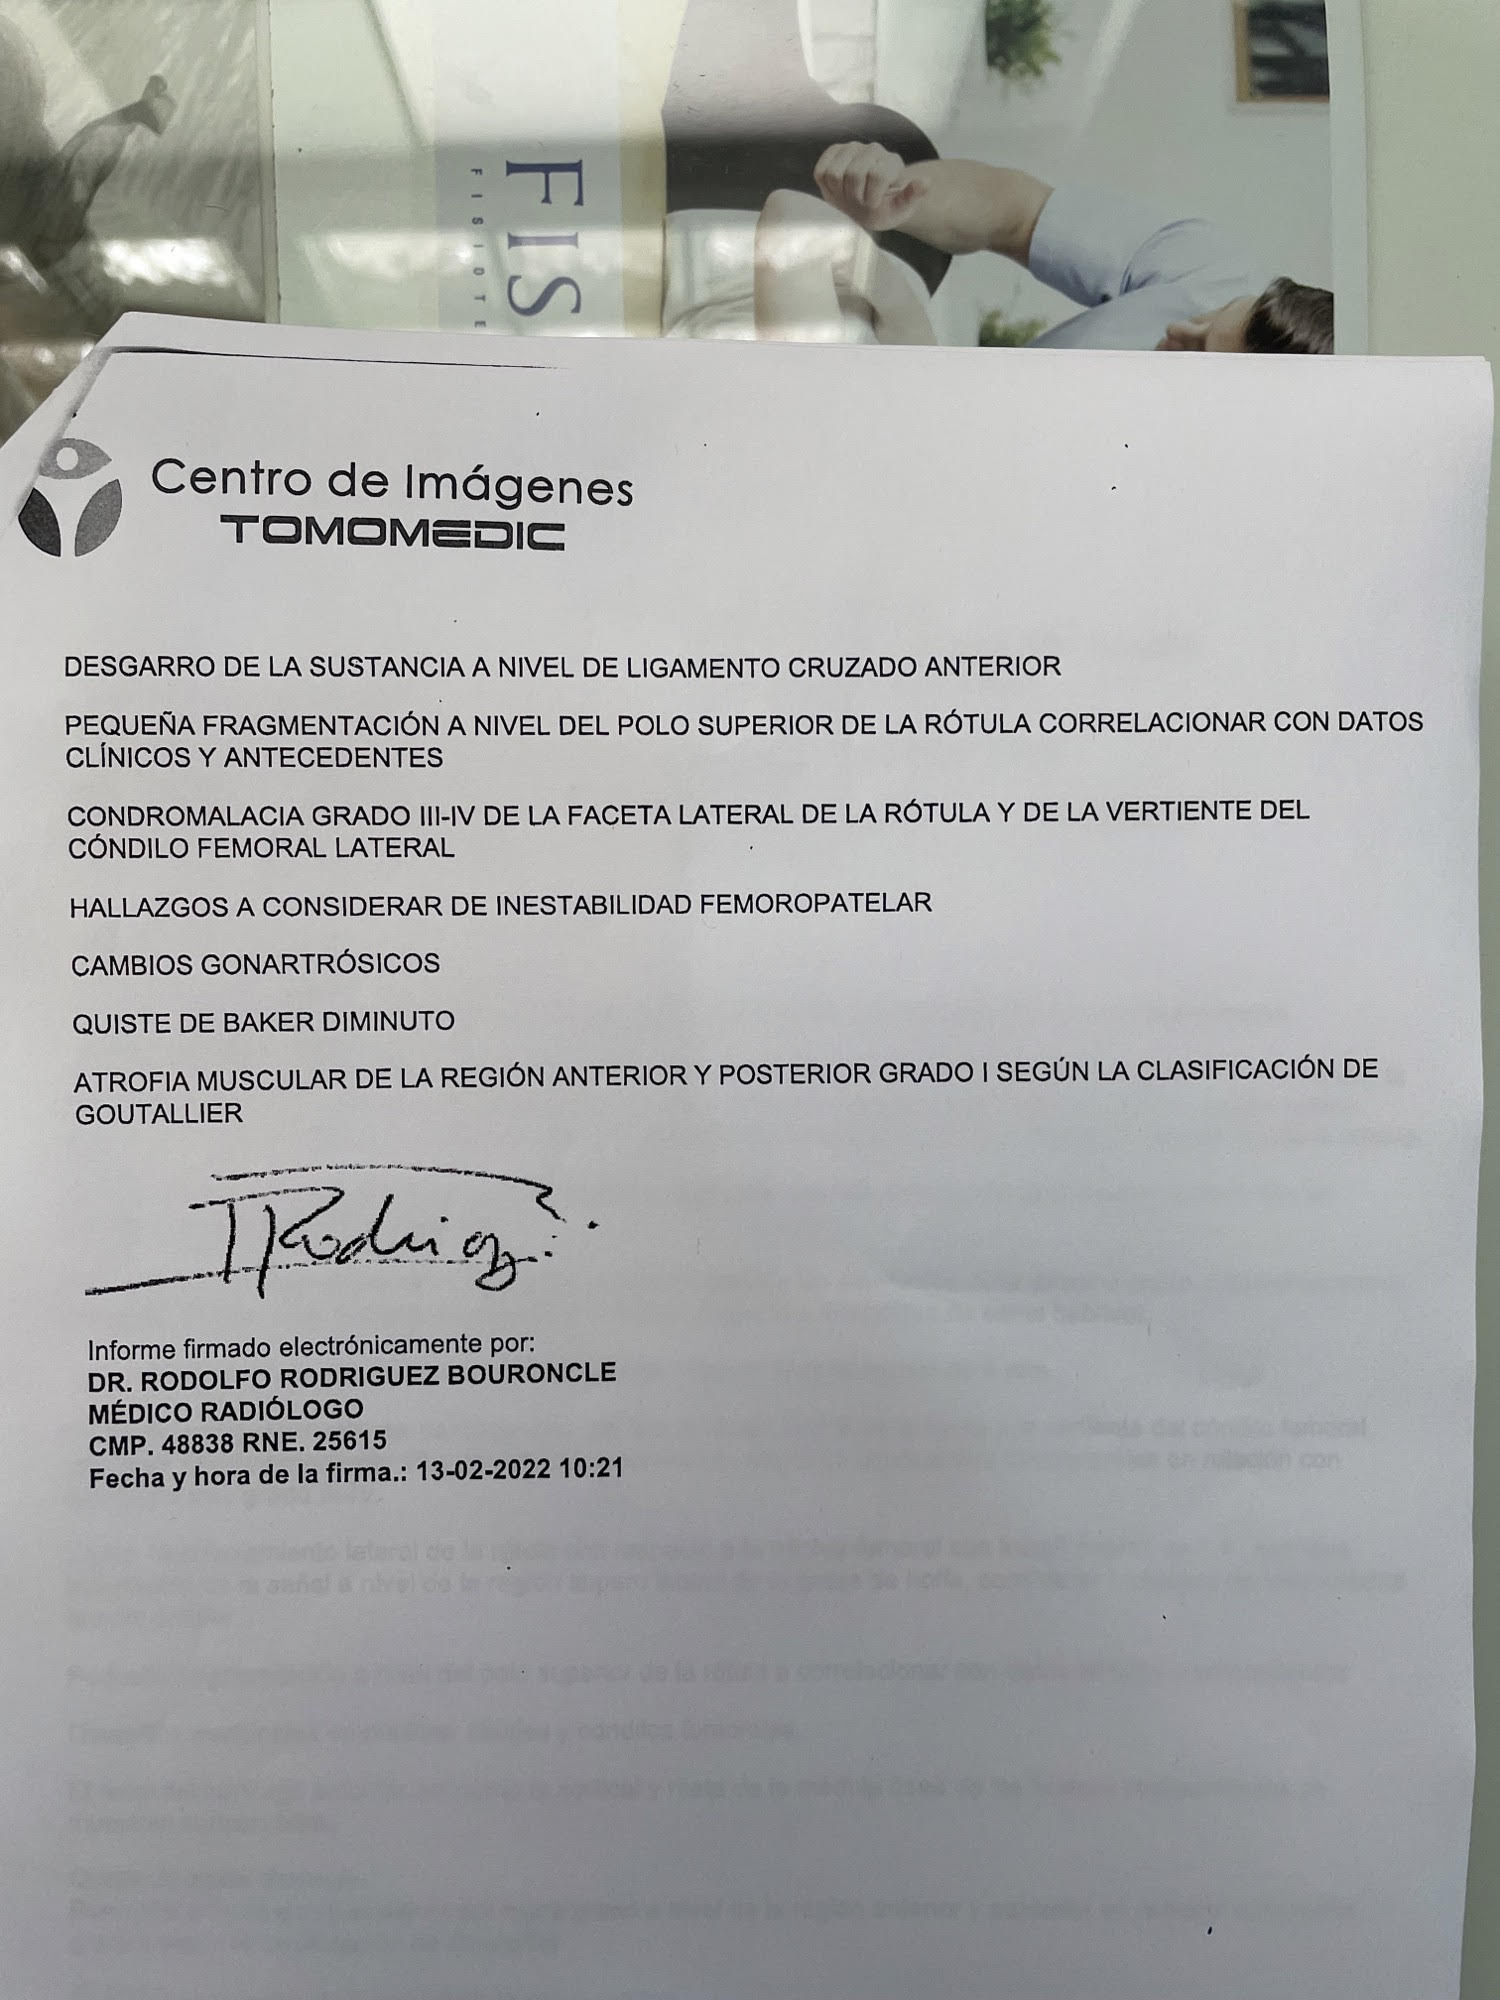 FIS
FISIOTE
Centro de Imágenes
TOMOMEDIC
DESGARRO DE LA SUSTANCIA A NIVEL DE LIGAMENTO CRUZADO ANTERIOR
PEQUEÑA FRAGMENTACIÓN A NIVEL DEL POLO SUPERIOR DE LA RÓTULA CORRELACIONAR CON DATOS
CLÍNICOS Y ANTECEDENTES
CONDROMALACIA GRADO III-IV DE LA FACETA LATERAL DE LA RÓTULA Y DE LA VERTIENTE DEL
CÓNDILO FEMORAL LATERAL
HALLAZGOS A CONSIDERAR DE INESTABILIDAD FEMOROPATELAR
CAMBIOS GONARTRÓSICOS
QUISTE DE BAKER DIMINUTO
ATROFIA MUSCULAR DE LA REGIÓN ANTERIOR Y POSTERIOR GRADO I SEGÚN LA CLASIFICACIÓN DE
GOUTALLIER
Informe firmado electrónicamente por:
DR. RODOLFO RODRIGUEZ BOURONCLE
MÉDICO RADIÓLOGO
CMP. 48838 RNE. 25615
Fecha y hora de la firma.: 13-02-2022 10:21